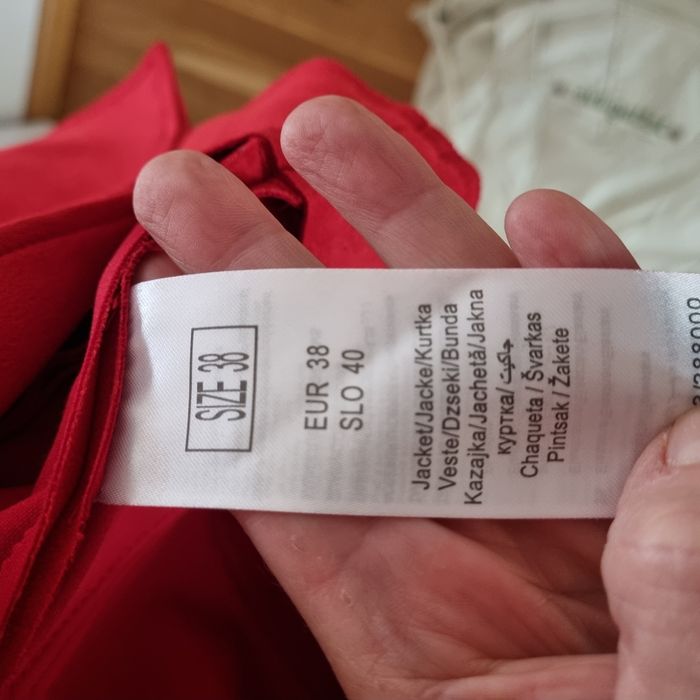 SIZE 38
EUR 38
SLO 40
Jacket/Jacke/Kurtka
Veste/Dzseki/Bunda
Kazajka/Jachetă/Jakna
куртка/ جاكيت
Chaqueta / Švarkas
Pintsak / Žakete